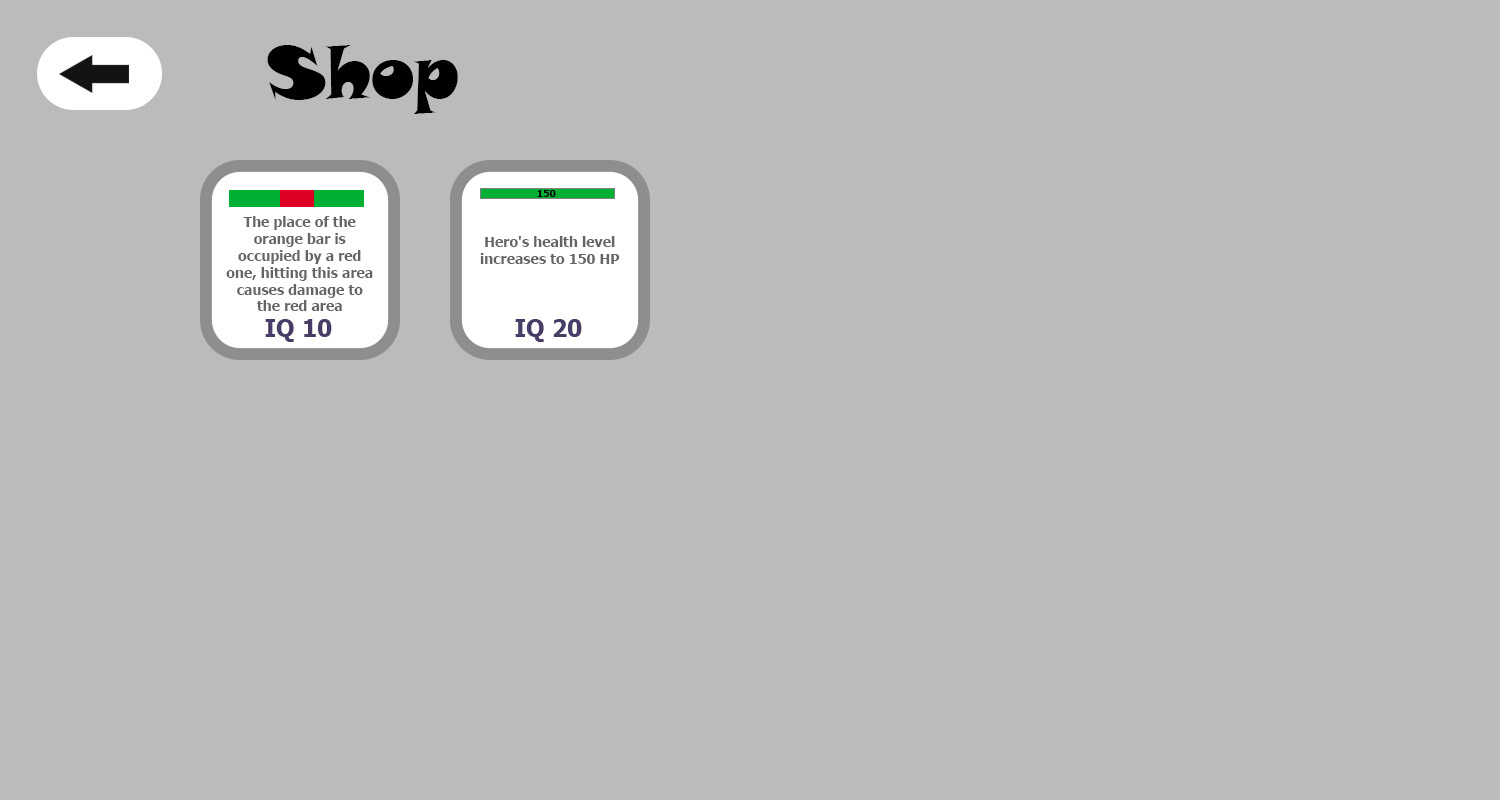 Shop
The place of the
orange bar is
occupied by a red
one, hitting this area
causes damage to
the red area
IQ 10
150
Hero's health level
increases to 150 HP
IQ 20